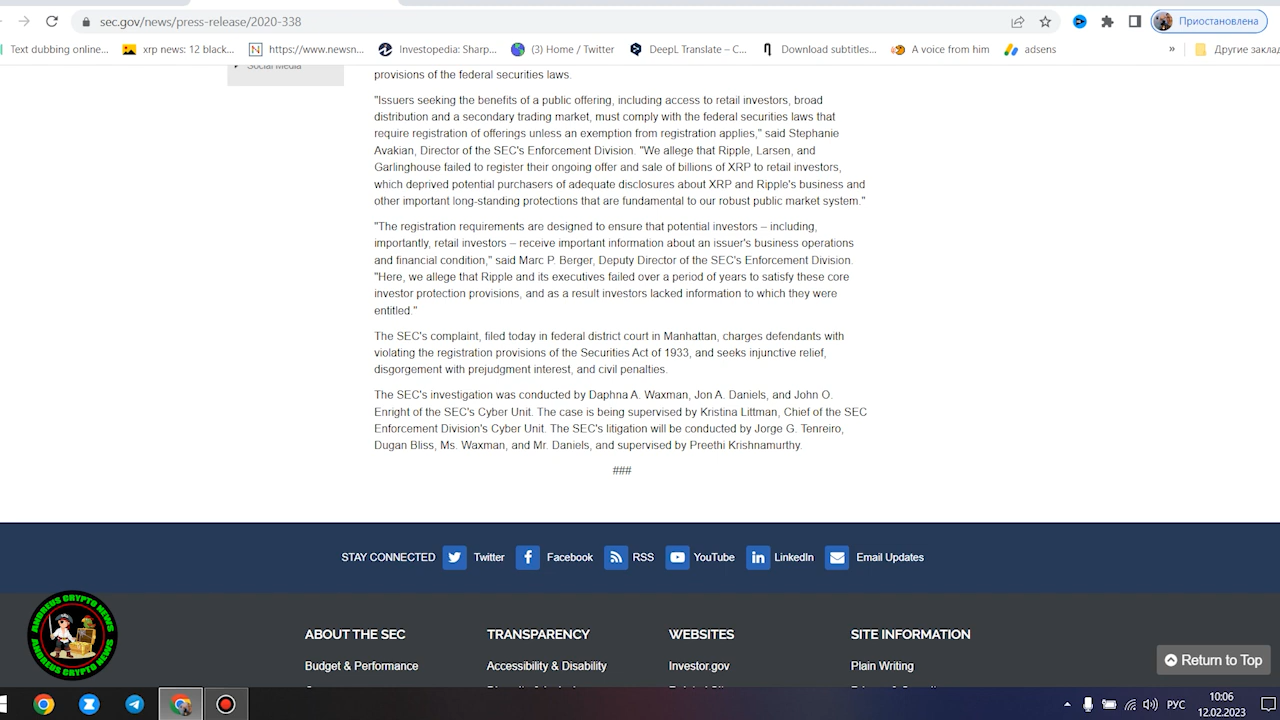 sec.gov/news/press-release/2020-338
Приостановлена
Text dubbing online...
xrp news: 12 black...
https://www.newsn...
Investopedia: Sharp...
(3) Home / Twitter
DeepL Translate – C...
Download subtitles...
A voice from him
adsens
»
Другие заклад
Social Media
provisions of the federal securities laws.
"Issuers seeking the benefits of a public offering, including access to retail investors, broad
distribution and a secondary trading market, must comply with the federal securities laws that
require registration of offerings unless an exemption from registration applies," said Stephanie
Avakian, Director of the SEC's Enforcement Division. "We allege that Ripple, Larsen, and
Garlinghouse failed to register their ongoing offer and sale of billions of XRP to retail investors,
which deprived potential purchasers of adequate disclosures about XRP and Ripple's business and
other important long-standing protections that are fundamental to our robust public market system."
"The registration requirements are designed to ensure that potential investors – including,
importantly, retail investors – receive important information about an issuer's business operations
and financial condition," said Marc P. Berger, Deputy Director of the SEC's Enforcement Division.
"Here, we allege that Ripple and its executives failed over a period of years to satisfy these core
investor protection provisions, and as a result investors lacked information to which they were
entitled."
The SEC's complaint, filed today in federal district court in Manhattan, charges defendants with
violating the registration provisions of the Securities Act of 1933, and seeks injunctive relief,
disgorgement with prejudgment interest, and civil penalties.
The SEC's investigation was conducted by Daphna A. Waxman, Jon A. Daniels, and John O.
Enright of the SEC's Cyber Unit. The case is being supervised by Kristina Littman, Chief of the SEC
Enforcement Division's Cyber Unit. The SEC's litigation will be conducted by Jorge G. Tenreiro,
Dugan Bliss, Ms. Waxman, and Mr. Daniels, and supervised by Preethi Krishnamurthy.
###
STAY CONNECTED
Twitter
Facebook
RSS
YouTube
LinkedIn
Email Updates
ANDREUS CRYPTO NEWS
ANDREUS CRYPTO NEWS
ABOUT THE SEC
TRANSPARENCY
WEBSITES
SITE INFORMATION
Budget & Performance
Accessibility & Disability
Investor.gov
Plain Writing
Return to Top
РУС
10:06
12.02.2023